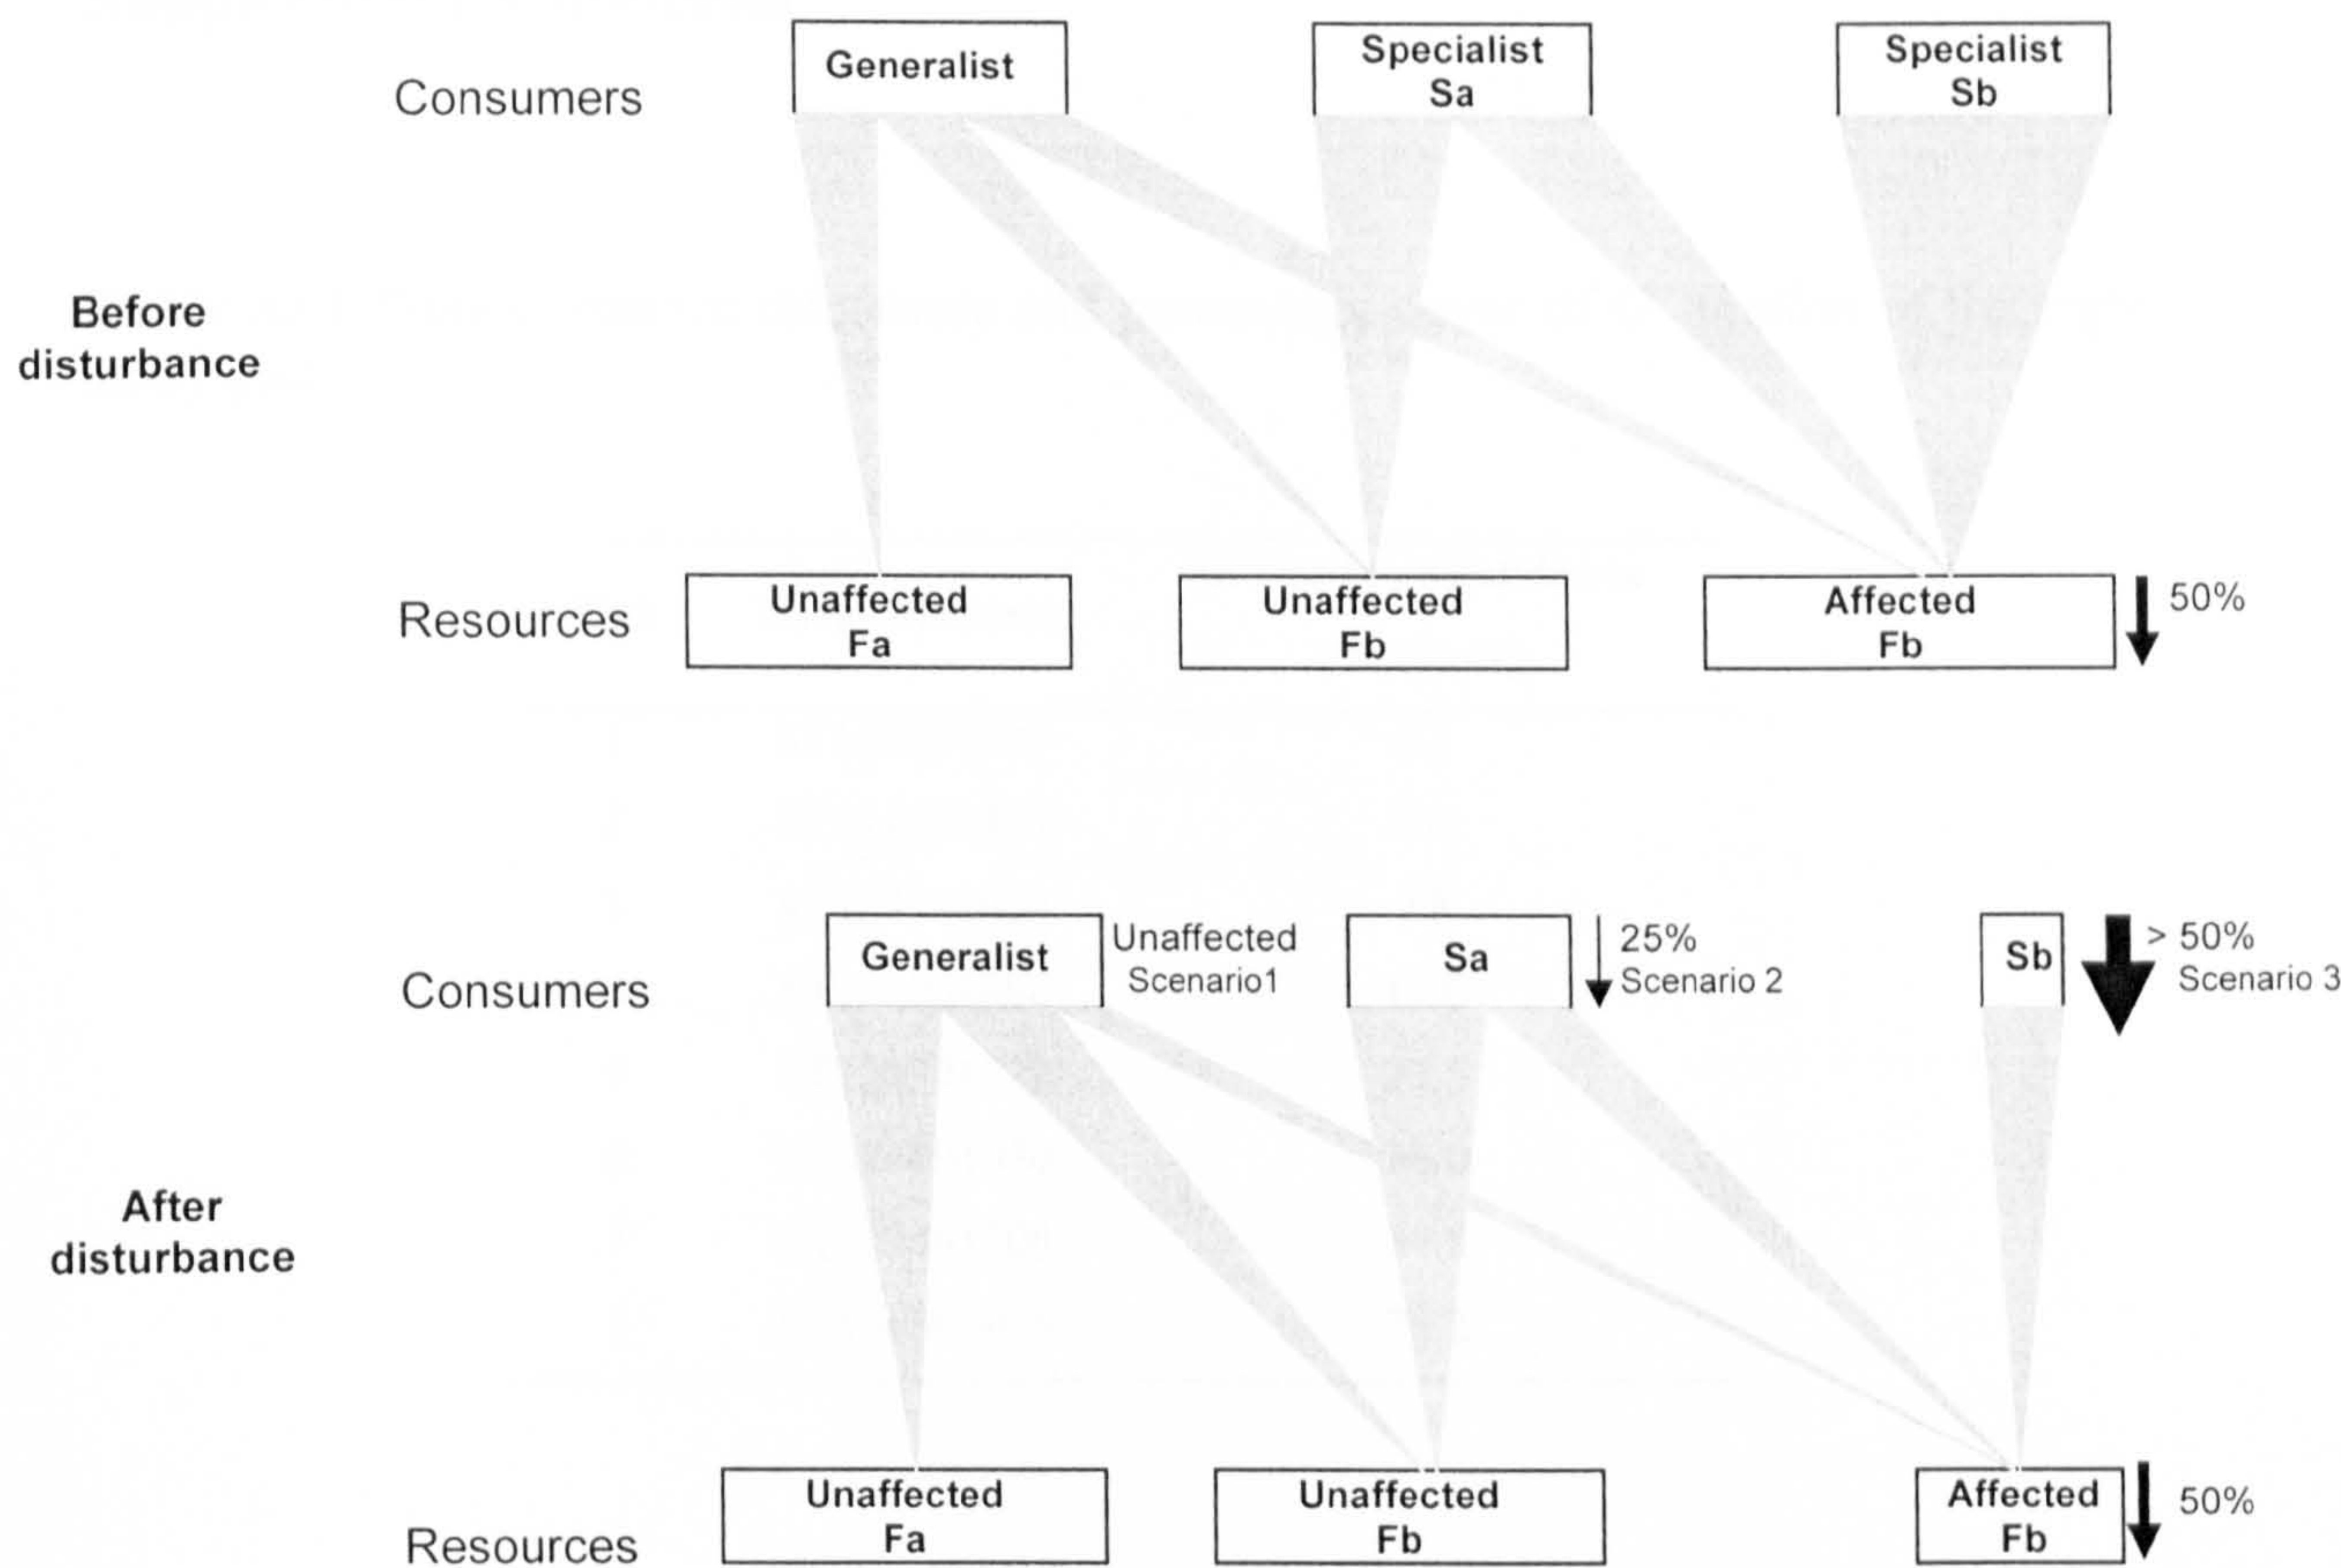 Generalist
Specialist
Sa
Specialist
Sb
Consumers
Before
disturbance
Resources
Unaffected
Fa
Unaffected
Fb
Affected
Fb
50%
Consumers
Generalist
Unaffected
Scenario1
Sa
25%
Scenario 2
Sb
> 50%
Scenario 3
After
disturbance
Resources
Unaffected
Fa
Unaffected
Fb
Affected
Fb
50%